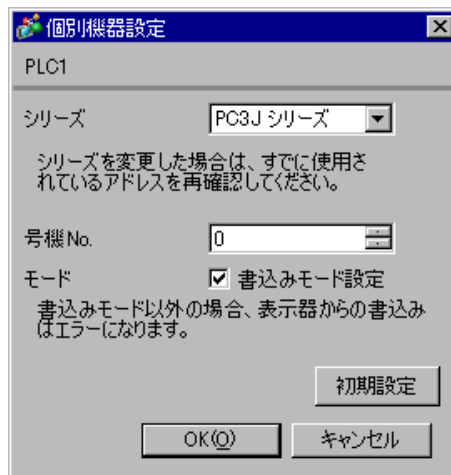 個別機器設定
PLC1
シリーズ
PC3J シリーズ
シリーズを変更した場合は、すでに使用さ
れているアドレスを再確認してください。
号機No.
0
モード
書込みモード設定
書込みモード以外の場合、表示器からの書込み
はエラーになります。
初期設定
OK(O)
キャンセル